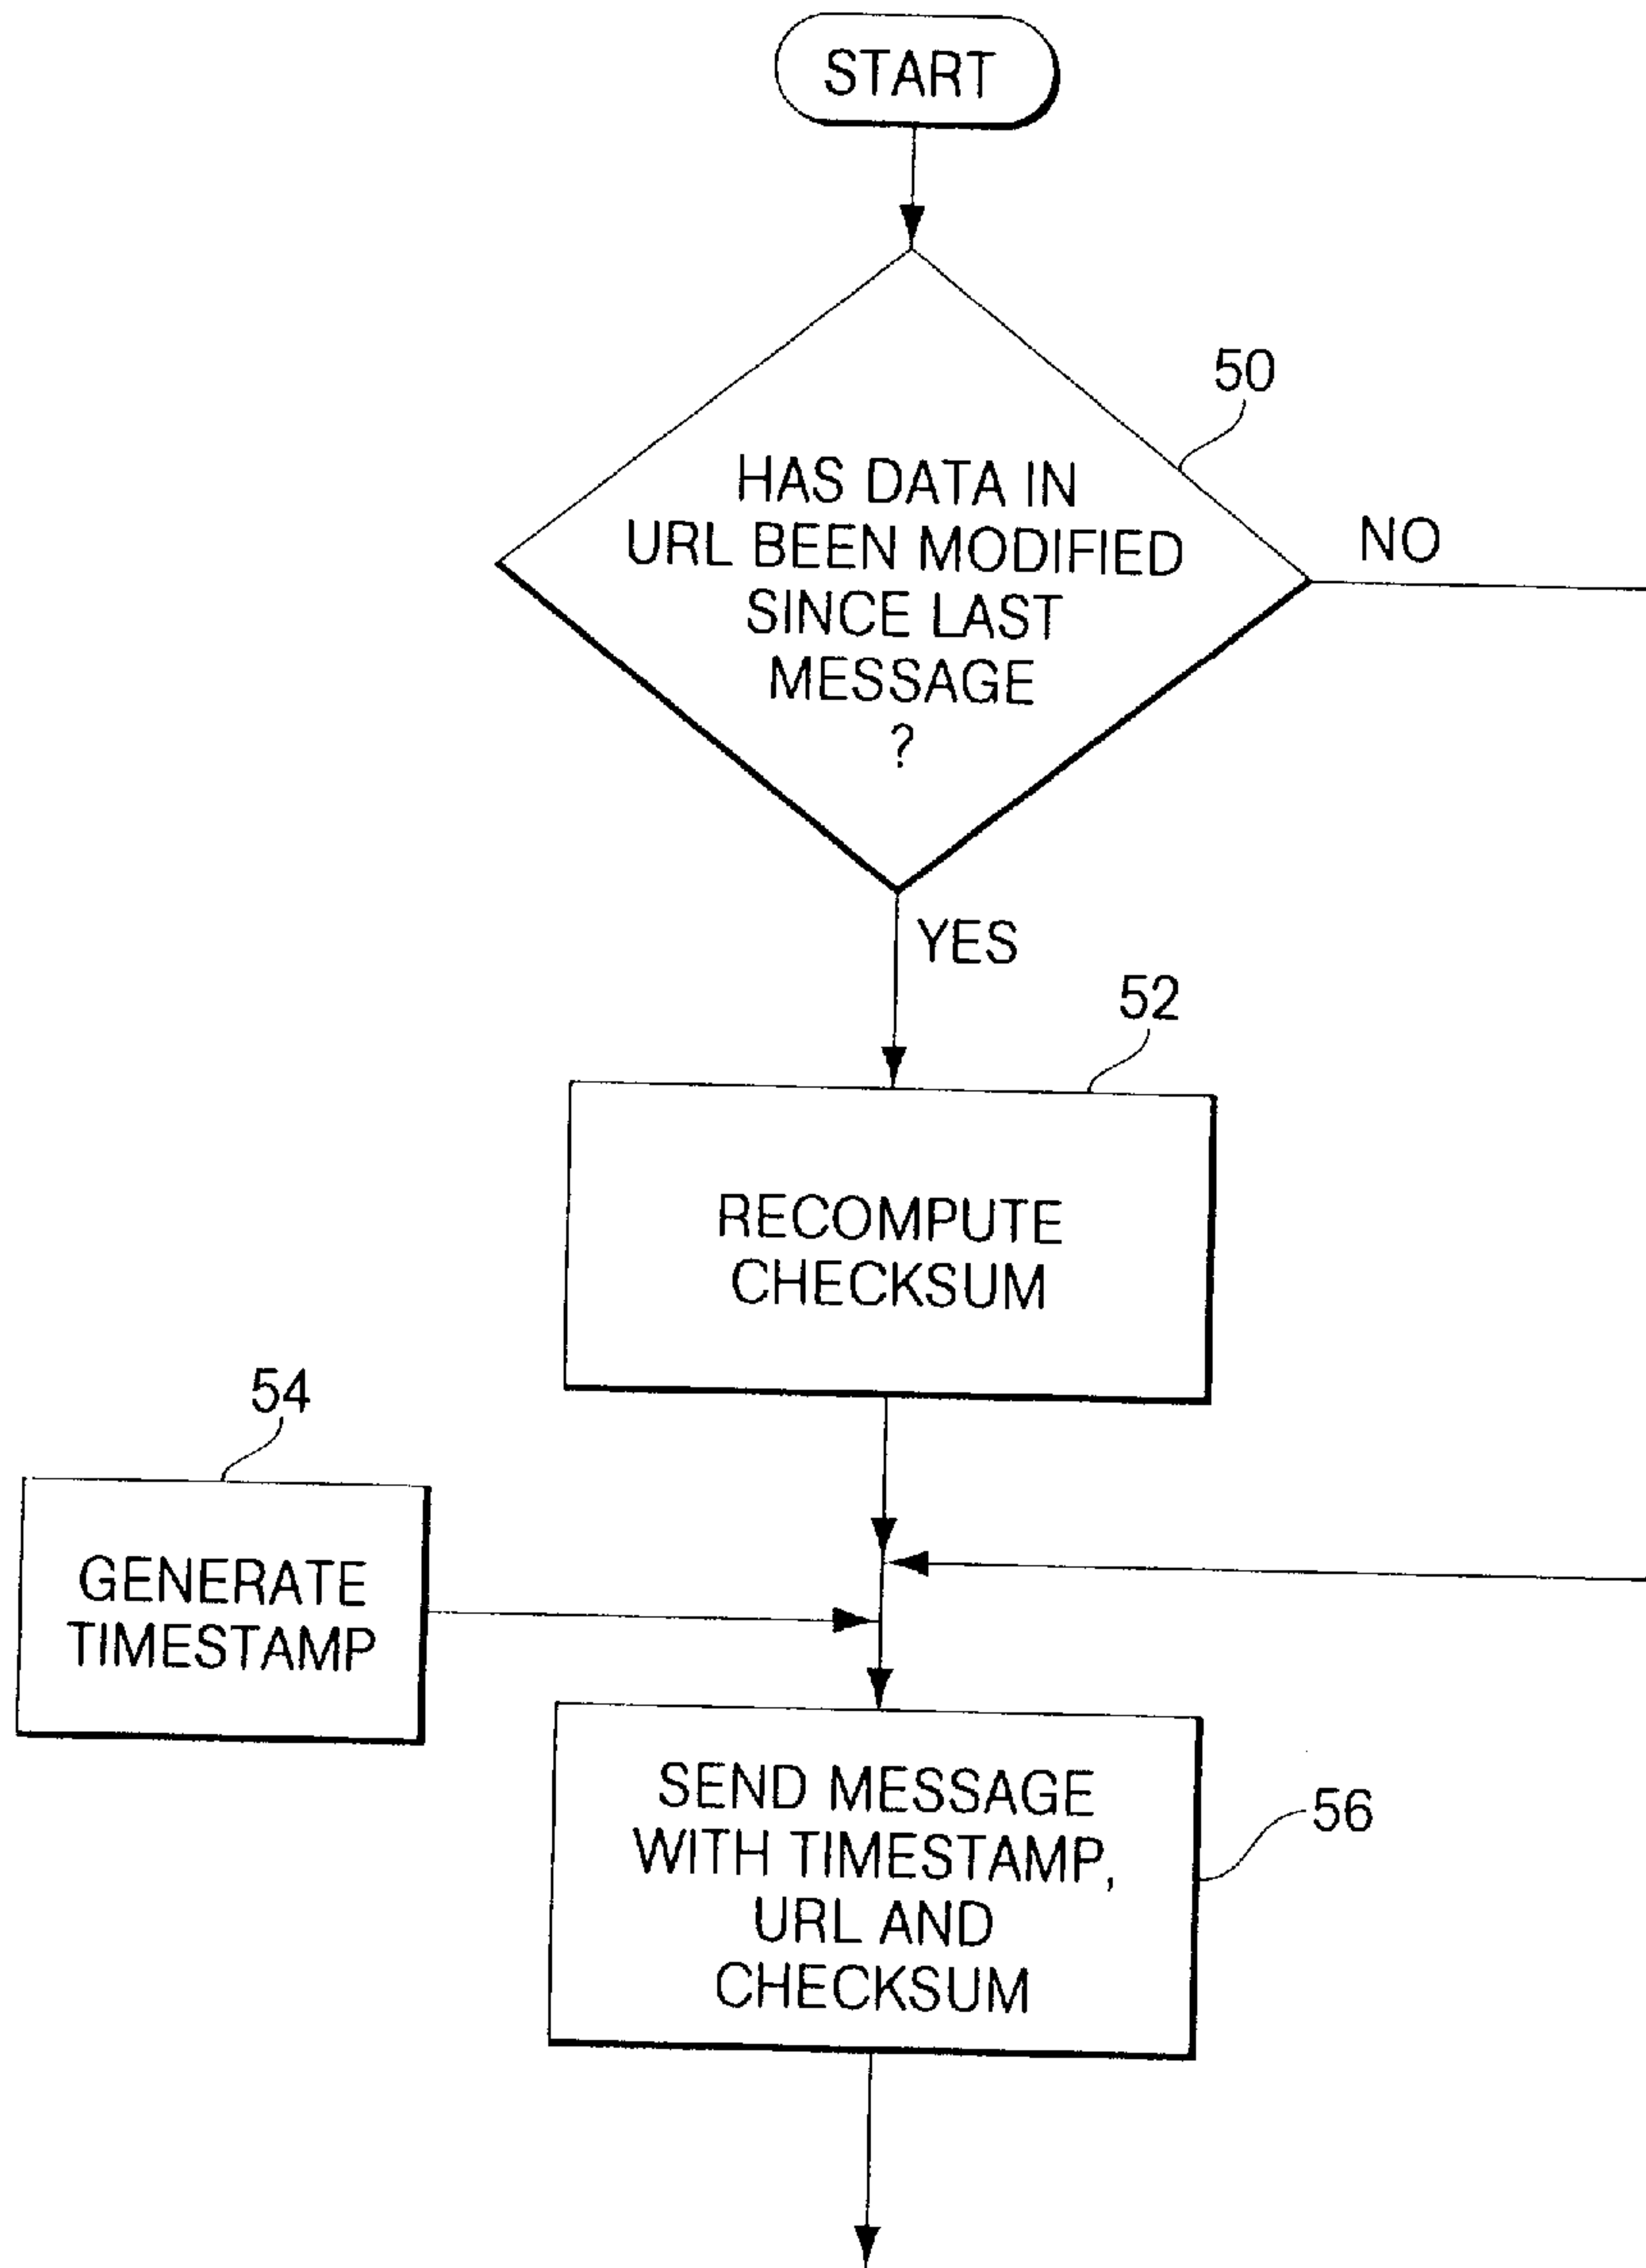 START
50
HAS DATA IN
URL BEEN MODIFIED
SINCE LAST
MESSAGE
?
NO
YES
52
RECOMPUTE
CHECKSUM
54
GENERATE
TIMESTAMP
SEND MESSAGE
WITH TIMESTAMP,
URL AND
CHECKSUM
56